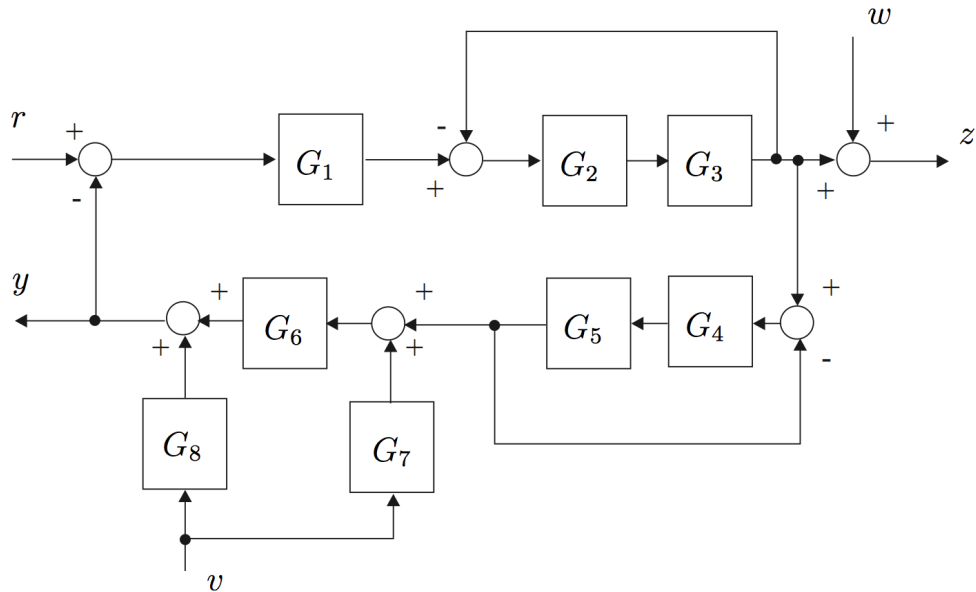 w
r + - + z
G₁ + G₂ G₃ +
-
y + + +
G₆ G₅ G₄
+ + -
G₈ G₇
v